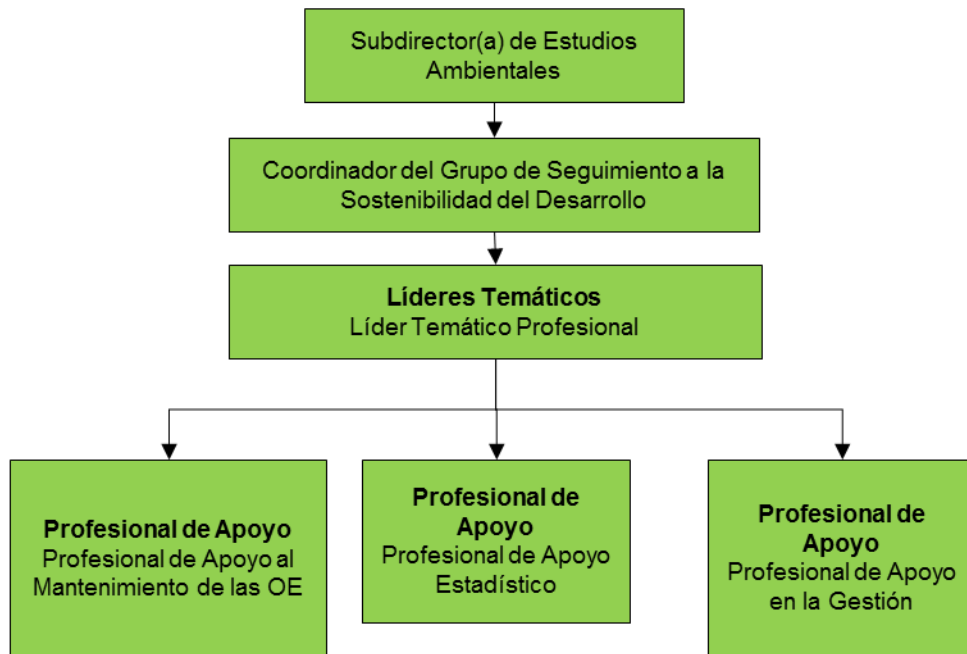 Subdirector(a) de Estudios
Ambientales
Coordinador del Grupo de Seguimiento a la
Sostenibilidad del Desarrollo
Líderes Temáticos
Líder Temático Profesional
Profesional de Apoyo
Profesional de Apoyo al
Mantenimiento de las OE
Profesional de
Apoyo
Profesional de Apoyo
Estadístico
Profesional de
Apoyo
Profesional de Apoyo
en la Gestión